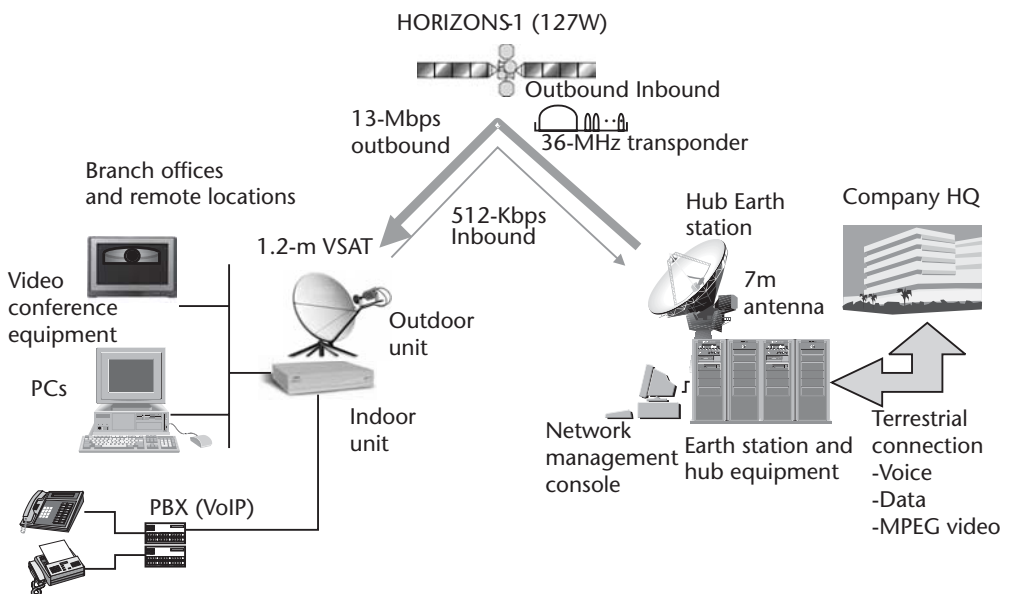 HORIZONS-1 (127W)
Outbound Inbound
13-Mbps
outbound
36-MHz transponder
Branch offices
and remote locations
512-Kbps
Inbound
Hub Earth
station
Company HQ
1.2-m VSAT
Video
conference
equipment
7m
antenna
Outdoor
unit
PCs
Indoor
unit
Network
management
console
Earth station and
hub equipment
Terrestrial
connection
-Voice
-Data
-MPEG video
PBX (VoIP)